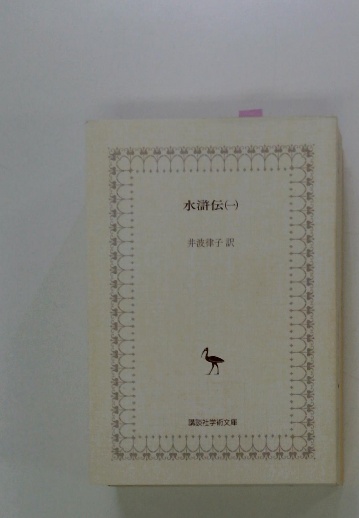 水滸伝(一)
井波律子 訳
講談社学術文庫